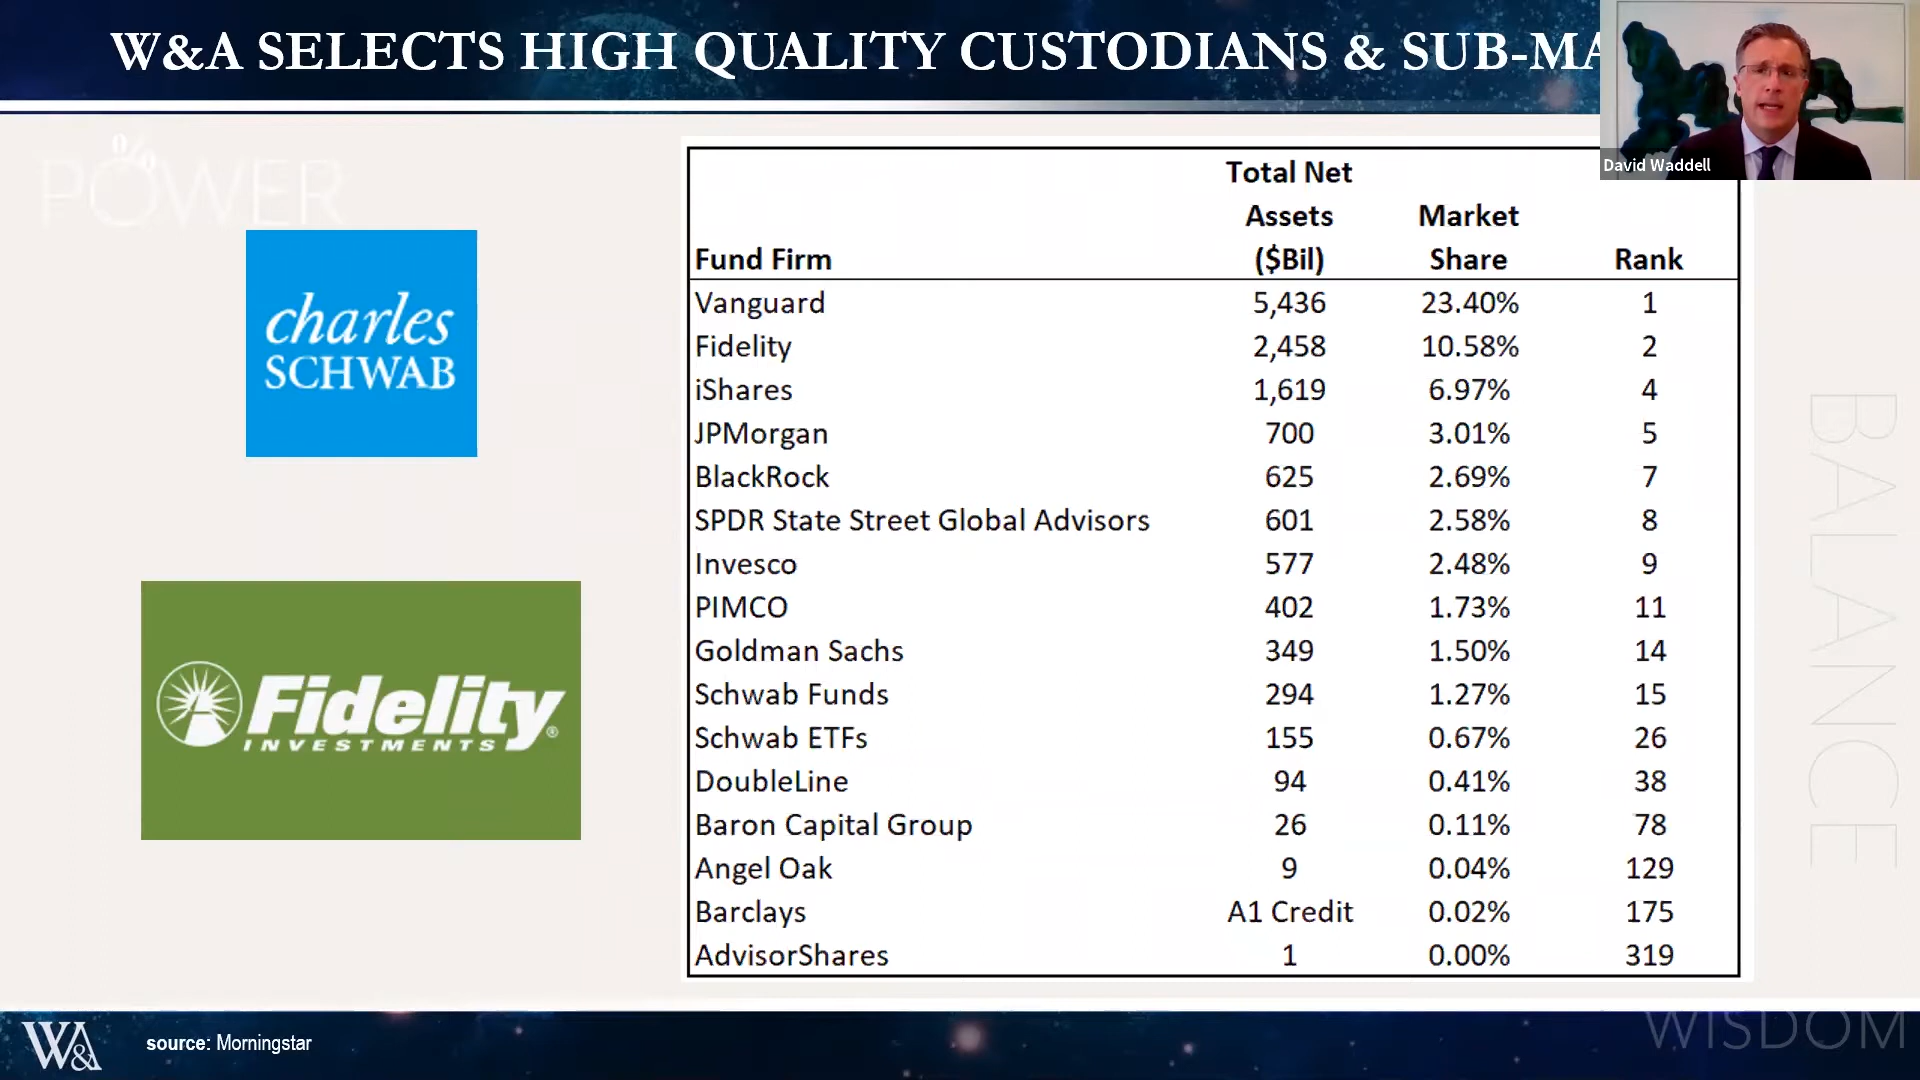 W&A SELECTS HIGH QUALITY CUSTODIANS & SUB-MA
David Waddell
POWER
%
charles
SCHWAB
Fidelity
INVESTMENTS
Total Net
Assets Market
Fund Firm ($Bil) Share Rank
Vanguard 5,436 23.40% 1
Fidelity 2,458 10.58% 2
iShares 1,619 6.97% 4
JPMorgan 700 3.01% 5
BlackRock 625 2.69% 7
SPDR State Street Global Advisors 601 2.58% 8
Invesco 577 2.48% 9
PIMCO 402 1.73% 11
Goldman Sachs 349 1.50% 14
Schwab Funds 294 1.27% 15
Schwab ETFs 155 0.67% 26
DoubleLine 94 0.41% 38
Baron Capital Group 26 0.11% 78
Angel Oak 9 0.04% 129
Barclays A1 Credit 0.02% 175
AdvisorShares 1 0.00% 319
BALANCE
W&A
source: Morningstar
WISDOM